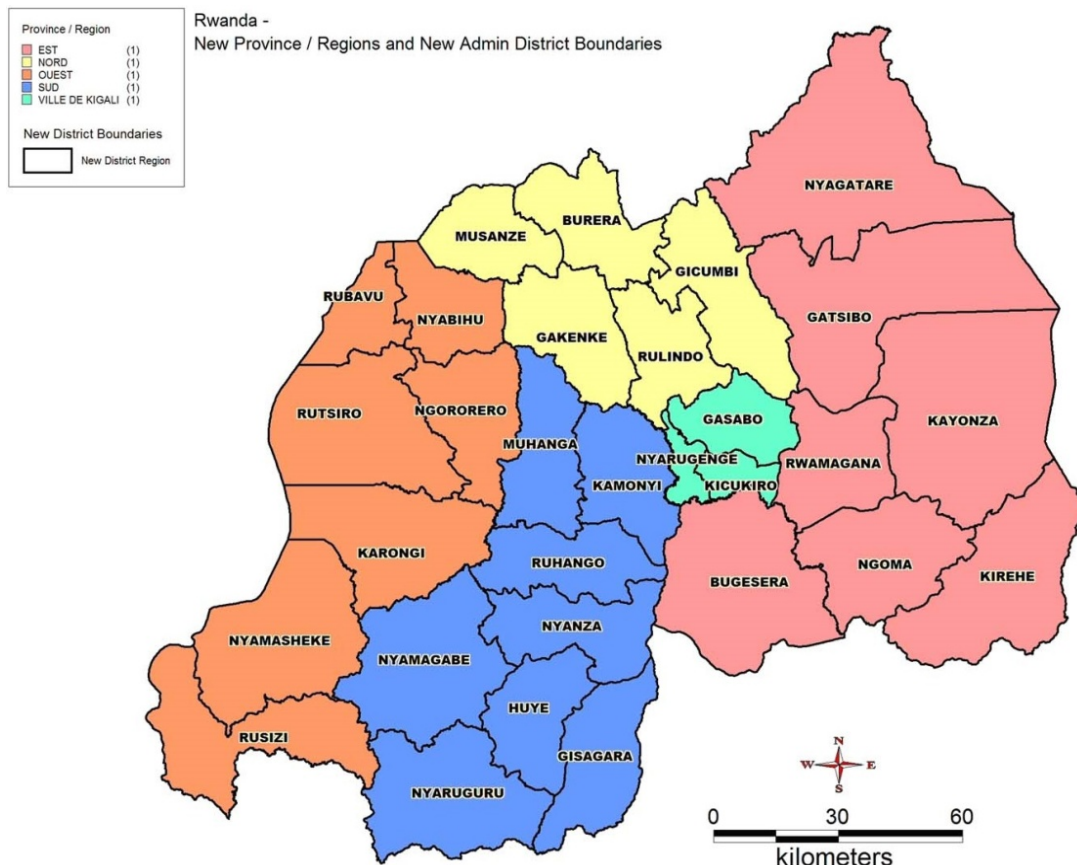 Province / Region
EST (1)
NORD (1)
OUEST (1)
SUD (1)
VILLE DE KIGALI (1)
New District Boundaries
New District Region
Rwanda -
New Province / Regions and New Admin District Boundaries
NYAGATARE
BURERA
MUSANZE
GICUMBI
RUBAVU
NYABIHU
GATSIBO
GAKENKE
RULINDO
RUTSIRO
NGORORERO
GASABO
KAYONZA
MUHANGA
NYARUGENGE
RWAMAGANA
KAMONYI
KICUKIRO
KARONGI
RUHANGO
BUGESERA
NGOMA
KIREHE
NYAMASHEKE
NYANZA
NYAMAGABE
HUYE
RUSIZI
GISAGARA
NYARUGURU
N
W E
S
0 30 60
kilometers